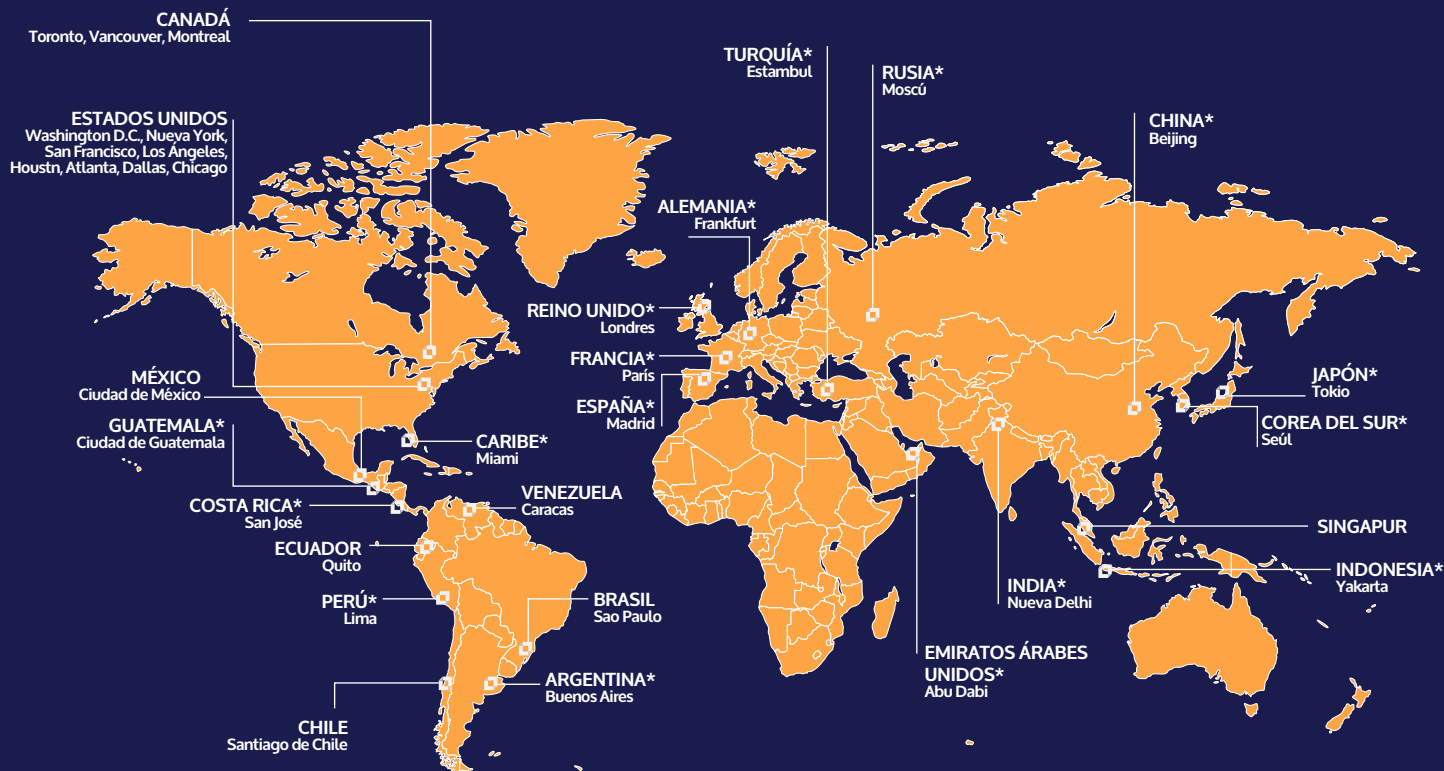 CANADÁ
Toronto, Vancouver, Montreal
TURQUÍA*
Estambul
RUSIA*
Moscú
ESTADOS UNIDOS
Washington D.C., Nueva York,
San Francisco, Los Ángeles,
Houstn, Atlanta, Dallas, Chicago
CHINA*
Beijing
ALEMANIA*
Frankfurt
REINO UNIDO*
Londres
FRANCIA*
París
ESPAÑA*
Madrid
MÉXICO
Ciudad de México
GUATEMALA*
Ciudad de Guatemala
CARIBE*
Miami
JAPÓN*
Tokio
COREA DEL SUR*
Seúl
COSTA RICA*
San José
VENEZUELA
Caracas
SINGAPUR
ECUADOR
Quito
INDONESIA*
Yakarta
PERÚ*
Lima
BRASIL
Sao Paulo
INDIA*
Nueva Delhi
EMIRATOS ÁRABES
UNIDOS*
Abu Dabi
ARGENTINA*
Buenos Aires
CHILE
Santiago de Chile